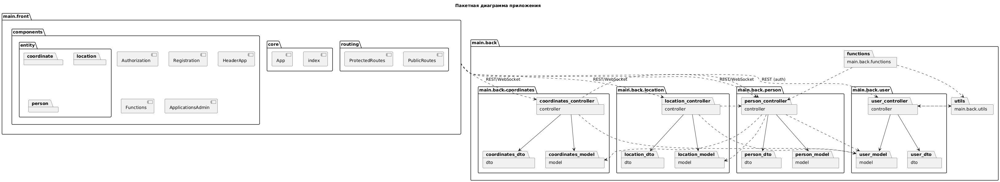 Пакетная диаграмма приложения
main.front
components
entity
coordinate
location
person
Authorization
Registration
HeaderApp
Functions
ApplicationsAdmin
core
App
index
routing
ProtectedRoutes
PublicRoutes
main.back
functions
main.back.functions
REST/WebSocket
REST/WebSocket
REST/WebSocket
REST (auth)
main.back.coordinates
coordinates_controller
controller
coordinates_dto
dto
coordinates_model
model
main.back.location
location_controller
controller
location_dto
dto
location_model
model
main.back.person
person_controller
controller
person_dto
dto
person_model
model
main.back.user
user_controller
controller
user_model
model
user_dto
dto
utils
main.back.utils